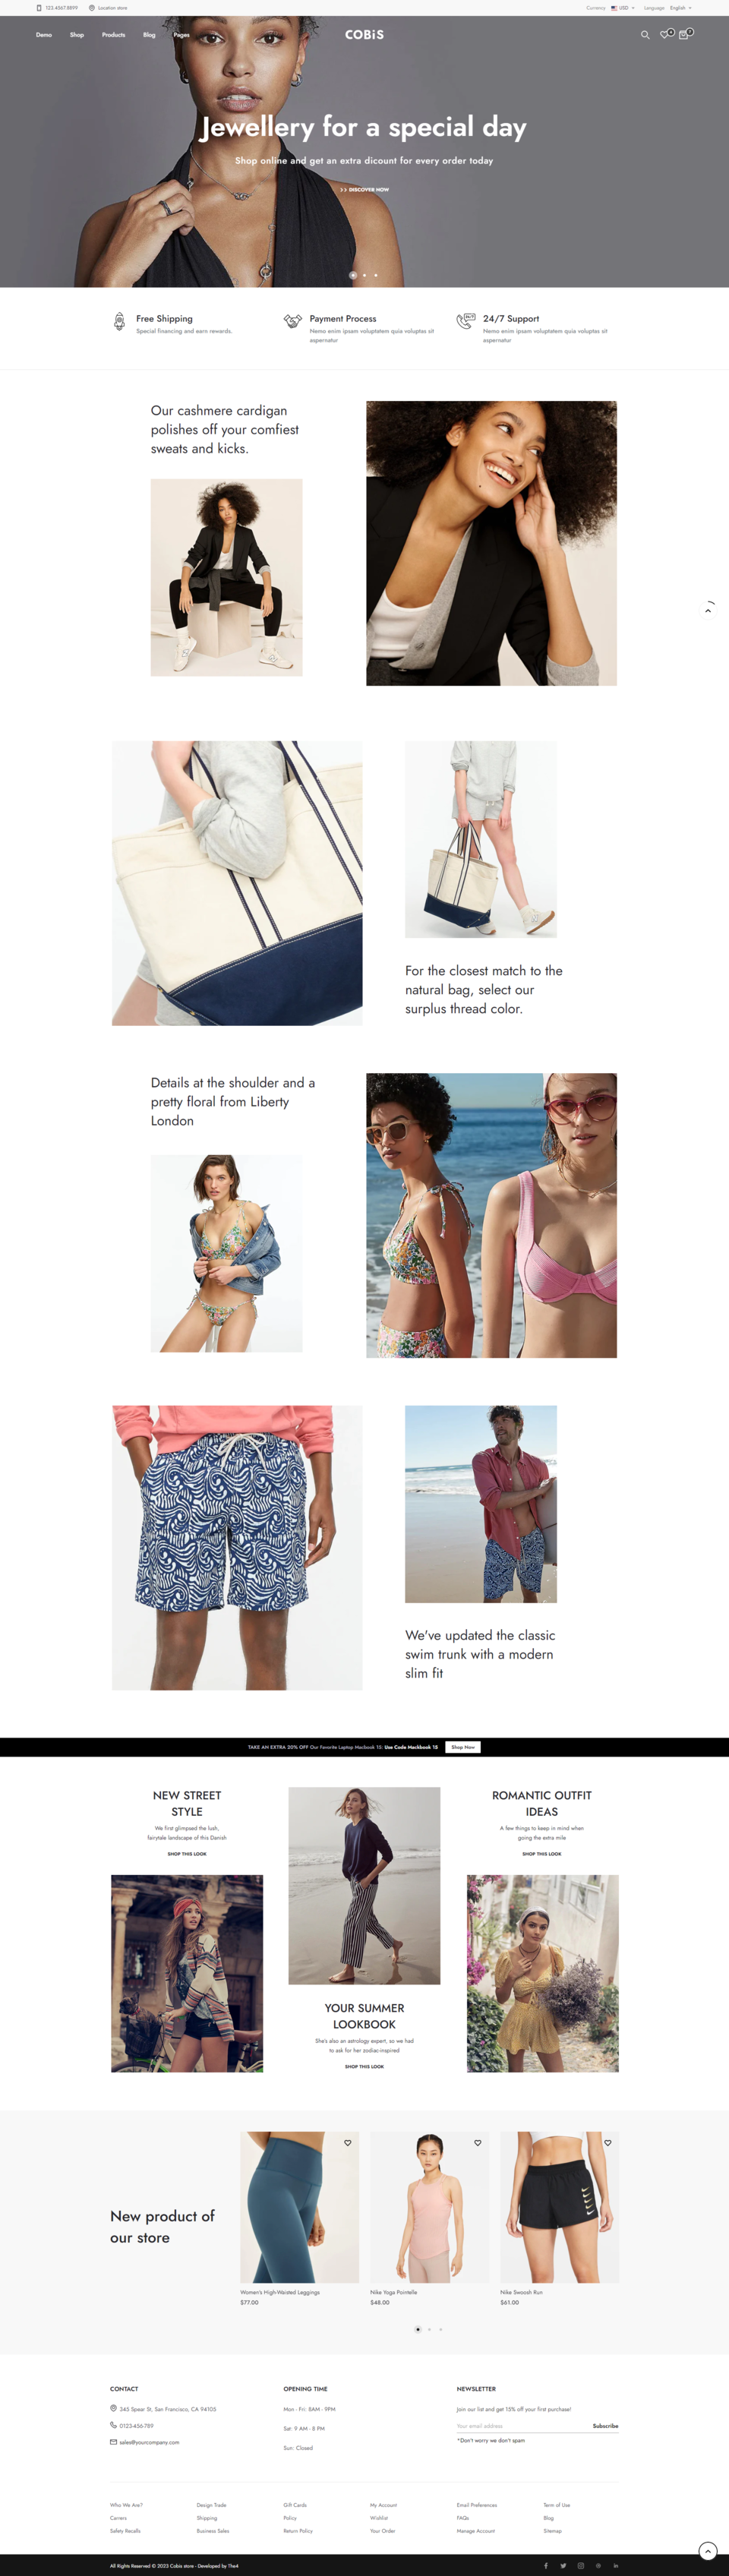 123.4567.8899 Location store Currency USD Language English
Demo Shop Products Blog Pages COBiS
Jewellery for a special day
Shop online and get an extra dicount for every order today
>> DISCOVER NOW
Free Shipping
Special financing and earn rewards.
Payment Process
Nemo enim ipsam voluptatem quia voluptas sit
aspernatur
24/7 Support
Nemo enim ipsam voluptatem quia voluptas sit
aspernatur
Our cashmere cardigan
polishes off your comfiest
sweats and kicks.
For the closest match to the
natural bag, select our
surplus thread color.
Details at the shoulder and a
pretty floral from Liberty
London
We've updated the classic
swim trunk with a modern
slim fit
TAKE AN EXTRA 20% OFF Our Favorite Laptop Macbook 15: Use Code Mackbook 15 Shop Now
NEW STREET
STYLE
We first glimpsed the lush,
fairytale landscape of this Danish
SHOP THIS LOOK
YOUR SUMMER
LOOKBOOK
She's also an astrology expert, so we had
to ask for her zodiac-inspired
SHOP THIS LOOK
ROMANTIC OUTFIT
IDEAS
A few things to keep in mind when
going the extra mile
SHOP THIS LOOK
New product of
our store
Women's High-Waisted Leggings
$77.00
Nike Yoga Pointelle
$48.00
Nike Swoosh Run
$61.00
CONTACT
345 Spear St, San Francisco, CA 94105
0123-456-789
sales@yourcompany.com
OPENING TIME
Mon - Fri: 8AM - 9PM
Sat: 9 AM - 8 PM
Sun: Closed
NEWSLETTER
Join our list and get 15% off your first purchase!
Your email address Subscribe
*Don't worry we don't spam
Who We Are? Design Trade Gift Cards My Account Email Preferences Term of Use
Carrers Shipping Policy Wishlist FAQs Blog
Safety Recalls Business Sales Return Policy Your Order Manage Account Sitemap
All Rights Reserved © 2023 Cobis store - Developed by The4